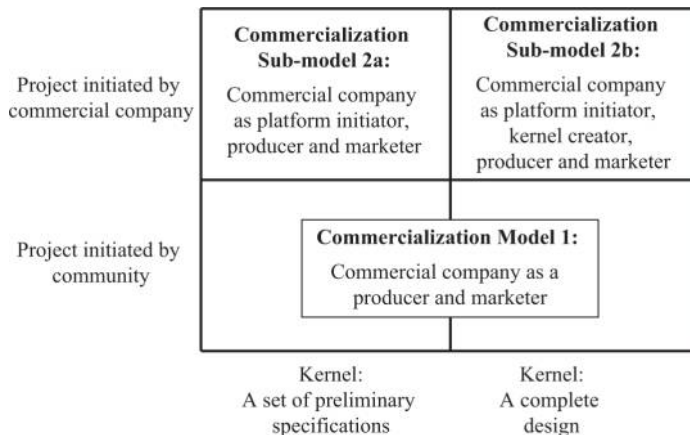 Commercialization
Sub-model 2a:
Commercial company
as platform initiator,
producer and marketer
Commercialization
Sub-model 2b:
Commercial company
as platform initiator,
kernel creator,
producer and marketer
Project initiated by
commercial company
Project initiated by
community
Commercialization Model 1:
Commercial company as a
producer and marketer
Kernel:
A set of preliminary
specifications
Kernel:
A complete
design